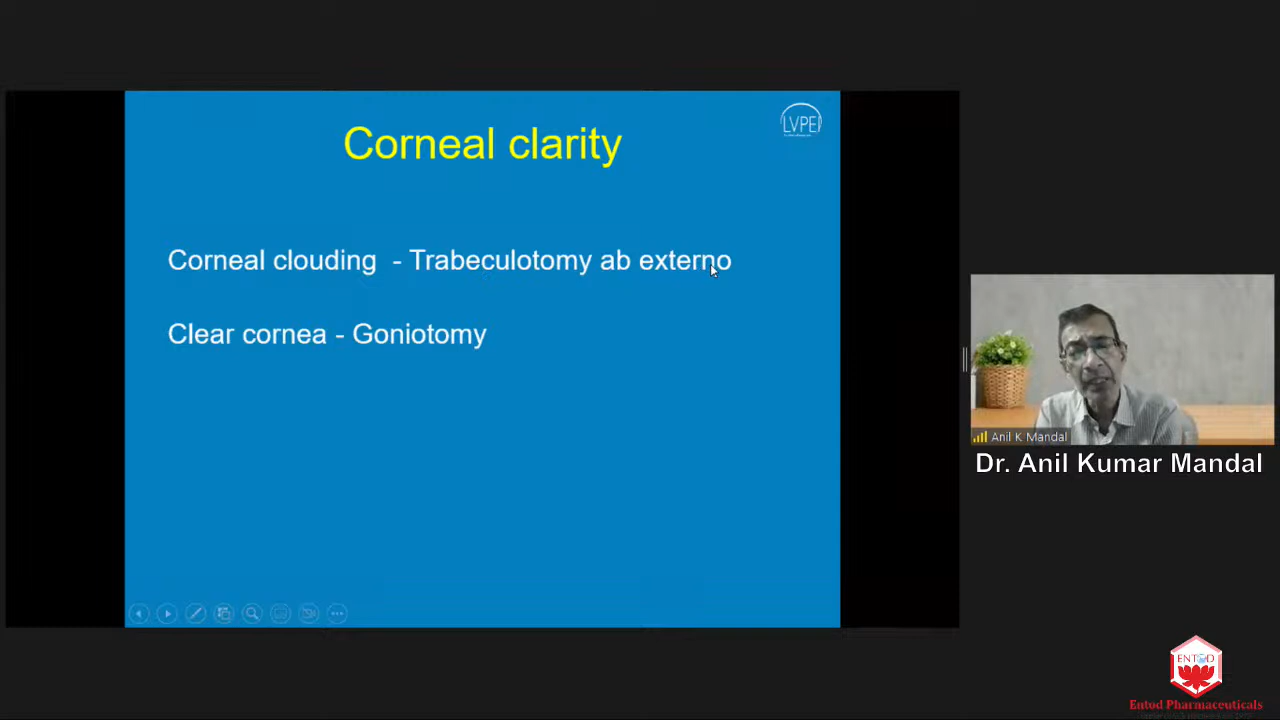 LVPEI
Corneal clarity
Corneal clouding - Trabeculotomy ab externo
Clear cornea - Goniotomy
Anil K Mandal
Dr. Anil Kumar Mandal
ENTOD
Entod Pharmaceuticals